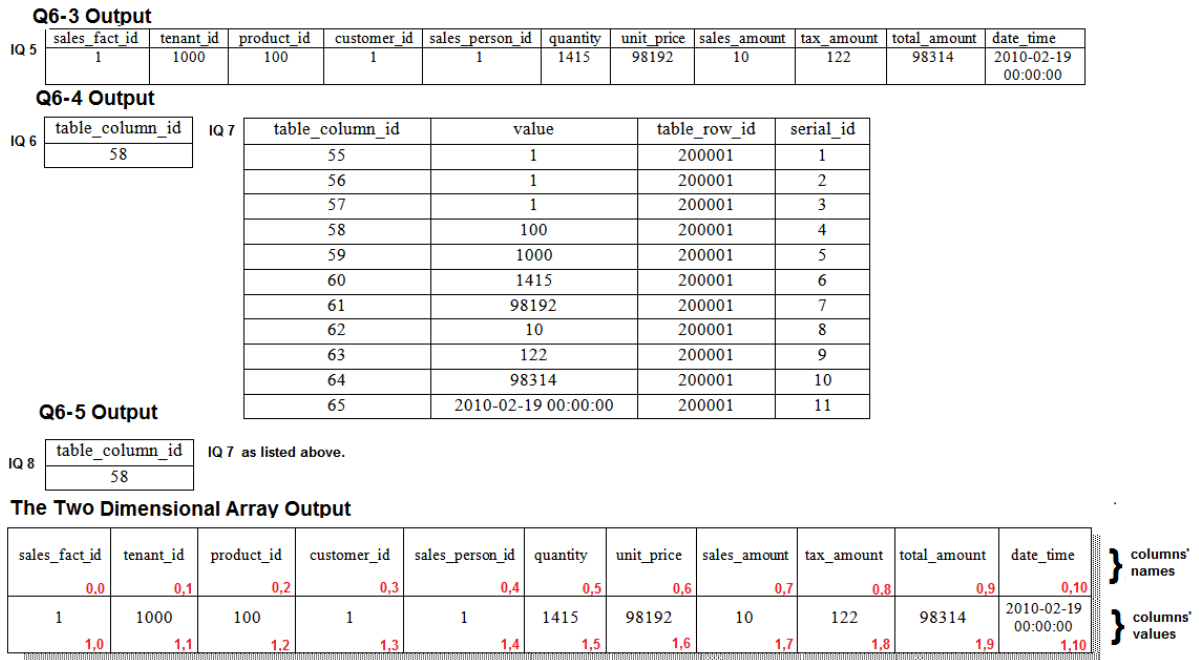 Q6-3 Output
IQ 5
sales_fact_id tenant_id product_id customer_id sales_person_id quantity unit_price sales_amount tax_amount total_amount date_time
1 1000 100 1 1 1415 98192 10 122 98314 2010-02-19
00:00:00
Q6-4 Output
IQ 6
table_column_id
58
IQ 7
table_column_id value table_row_id serial_id
55 1 200001 1
56 1 200001 2
57 1 200001 3
58 100 200001 4
59 1000 200001 5
60 1415 200001 6
61 98192 200001 7
62 10 200001 8
63 122 200001 9
64 98314 200001 10
65 2010-02-19 00:00:00 200001 11
Q6-5 Output
IQ 8
table_column_id
58
IQ 7 as listed above.
The Two Dimensional Array Output
sales_fact_id tenant_id product_id customer_id sales_person_id quantity unit_price sales_amount tax_amount total_amount date_time
0,0 0,1 0,2 0,3 0,4 0,5 0,6 0,7 0,8 0,9 0,10
} columns'
names
1 1000 100 1 1 1415 98192 10 122 98314 2010-02-19
00:00:00
1,0 1,1 1,2 1,3 1,4 1,5 1,6 1,7 1,8 1,9 1,10
} columns'
values